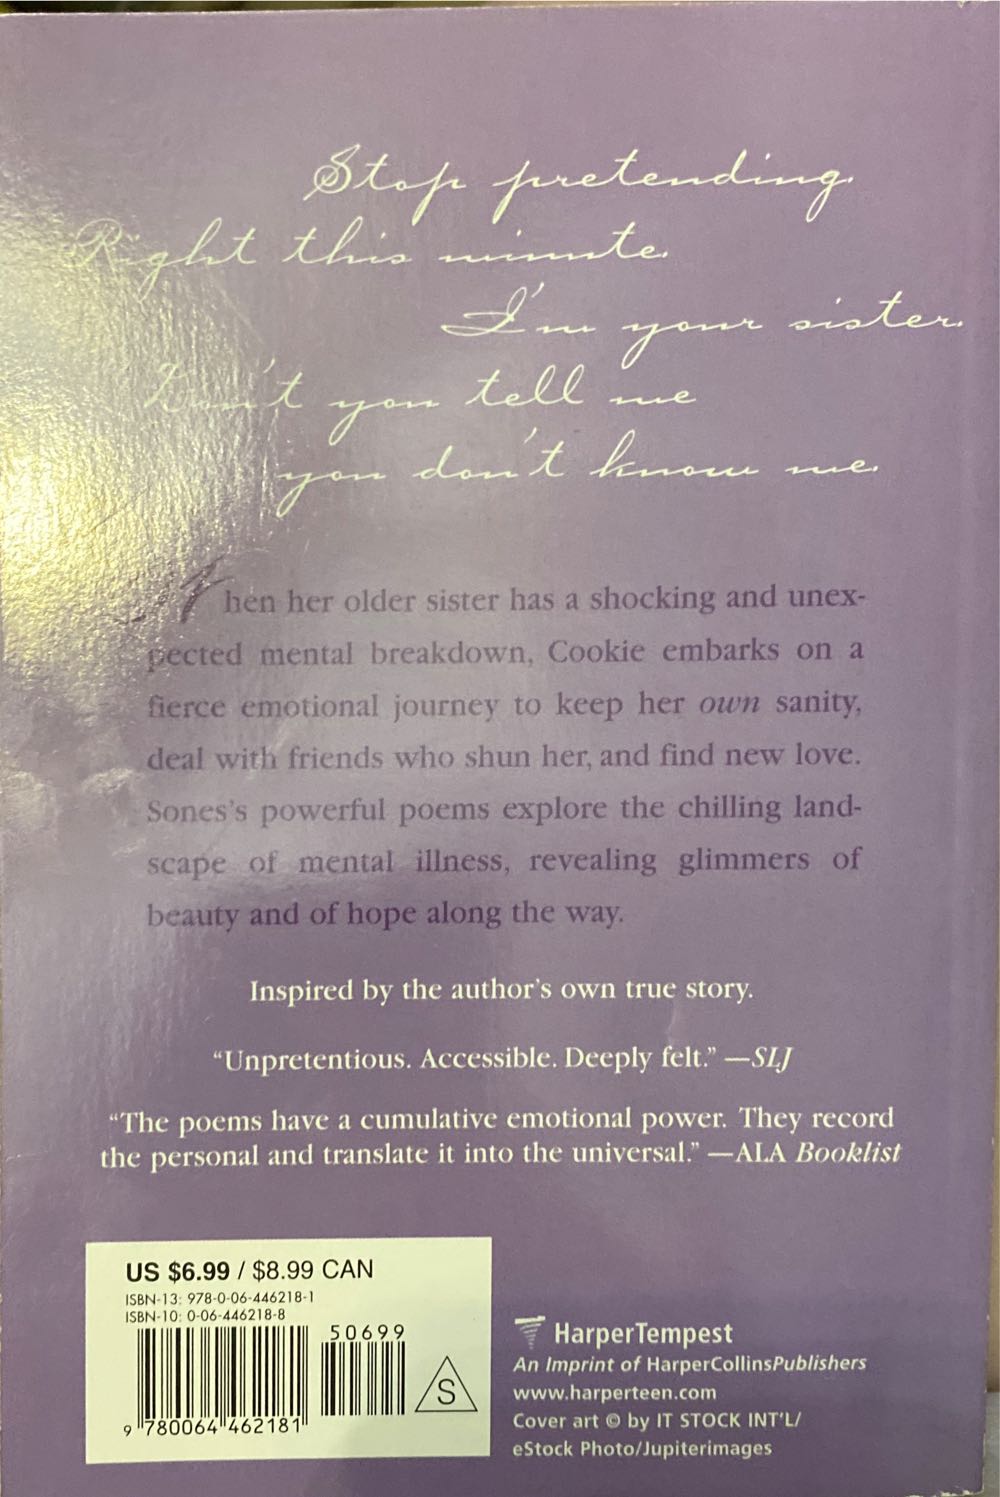 Stop pretending.
Right this minute.
I'm your sister.
Don't you tell me
you don't know me.
When her older sister has a shocking and unex-
pected mental breakdown, Cookie embarks on a
fierce emotional journey to keep her own sanity,
deal with friends who shun her, and find new love.
Sones's powerful poems explore the chilling land-
scape of mental illness, revealing glimmers of
beauty and of hope along the way.
Inspired by the author's own true story.
“Unpretentious. Accessible. Deeply felt.” —SLJ
“The poems have a cumulative emotional power. They record
the personal and translate it into the universal.” —ALA Booklist
US $6.99 / $8.99 CAN
ISBN-13: 978-0-06-446218-1
ISBN-10: 0-06-446218-8
50699
S
9 780064 462181
HarperTempest
An Imprint of HarperCollinsPublishers
www.harperteen.com
Cover art © by IT STOCK INT'L/
eStock Photo/Jupiterimages